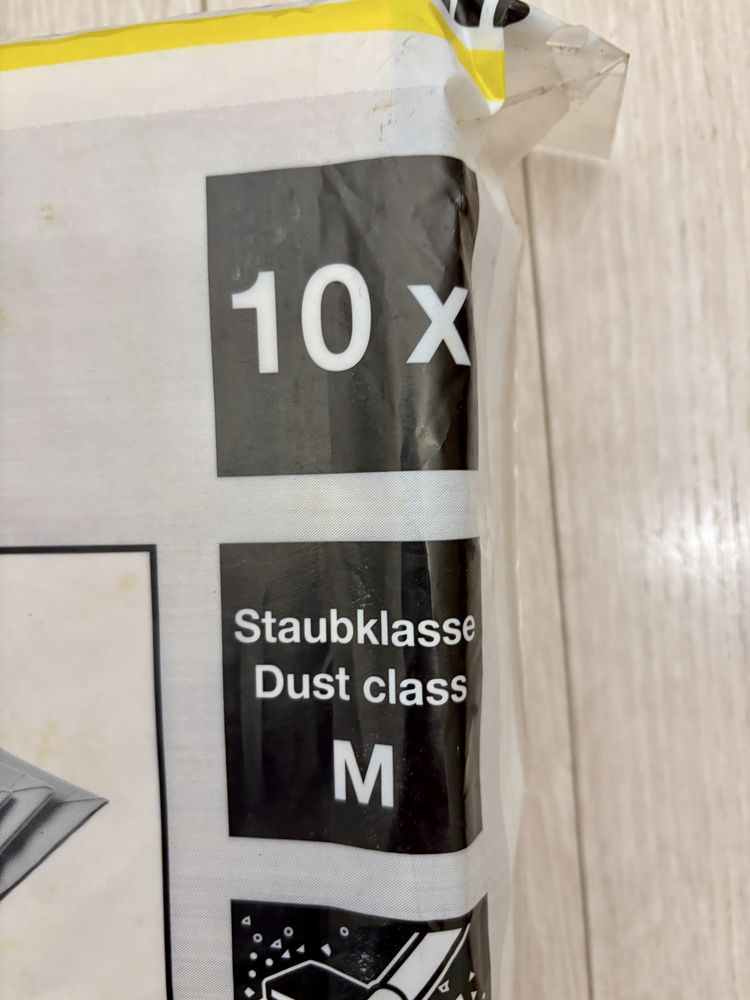 10 x
Staubklasse
Dust class
M